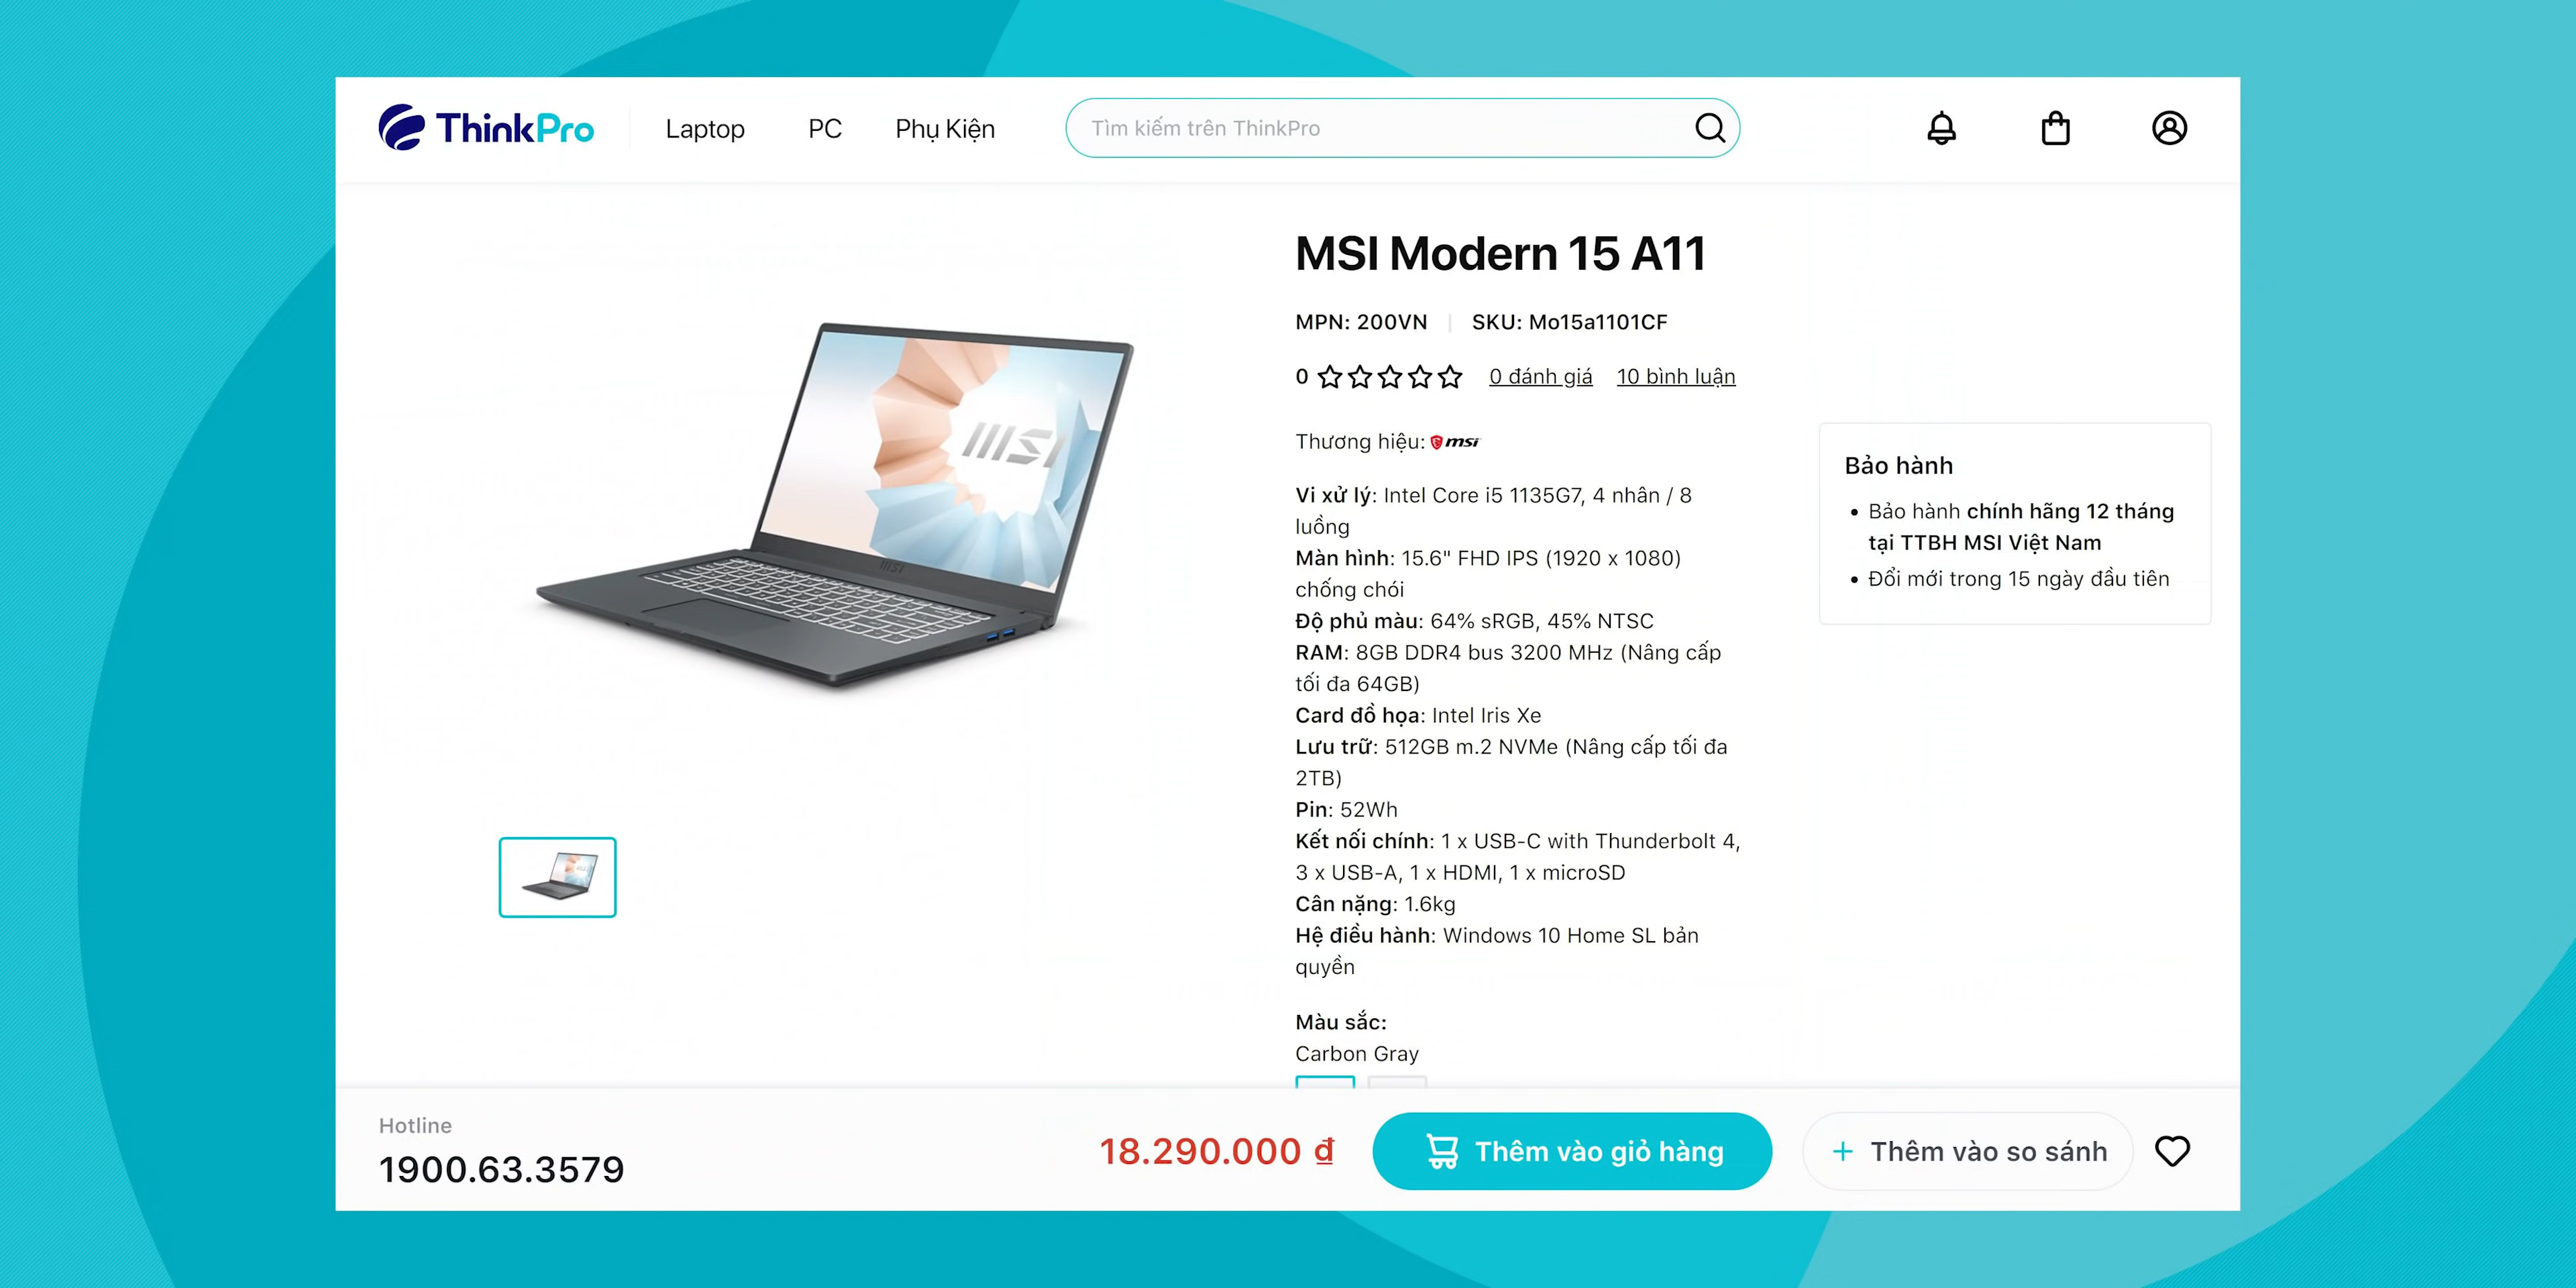 ThinkPro
Laptop
PC
Phụ Kiện
Tìm kiếm trên ThinkPro
MSI
MSI
MSI Modern 15 A11
MPN: 200VN | SKU: Mo15a1101CF
0 0 đánh giá 10 bình luận
Thương hiệu: msi
Vi xử lý: Intel Core i5 1135G7, 4 nhân / 8
luồng
Màn hình: 15.6" FHD IPS (1920 x 1080)
chống chói
Độ phủ màu: 64% sRGB, 45% NTSC
RAM: 8GB DDR4 bus 3200 MHz (Nâng cấp
tối đa 64GB)
Card đồ họa: Intel Iris Xe
Lưu trữ: 512GB m.2 NVMe (Nâng cấp tối đa
2TB)
Pin: 52Wh
Kết nối chính: 1 x USB-C with Thunderbolt 4,
3 x USB-A, 1 x HDMI, 1 x microSD
Cân nặng: 1.6kg
Hệ điều hành: Windows 10 Home SL bản
quyền
Màu sắc:
Carbon Gray
Bảo hành
• Bảo hành chính hãng 12 tháng
tại TTBH MSI Việt Nam
• Đổi mới trong 15 ngày đầu tiên
Hotline
1900.63.3579
18.290.000 ₫
Thêm vào giỏ hàng
+ Thêm vào so sánh